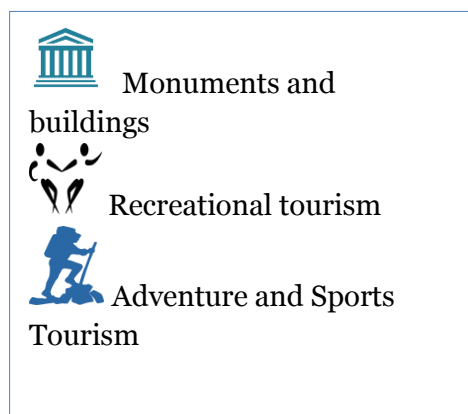 Monuments and
buildings
Recreational tourism
Adventure and Sports
Tourism